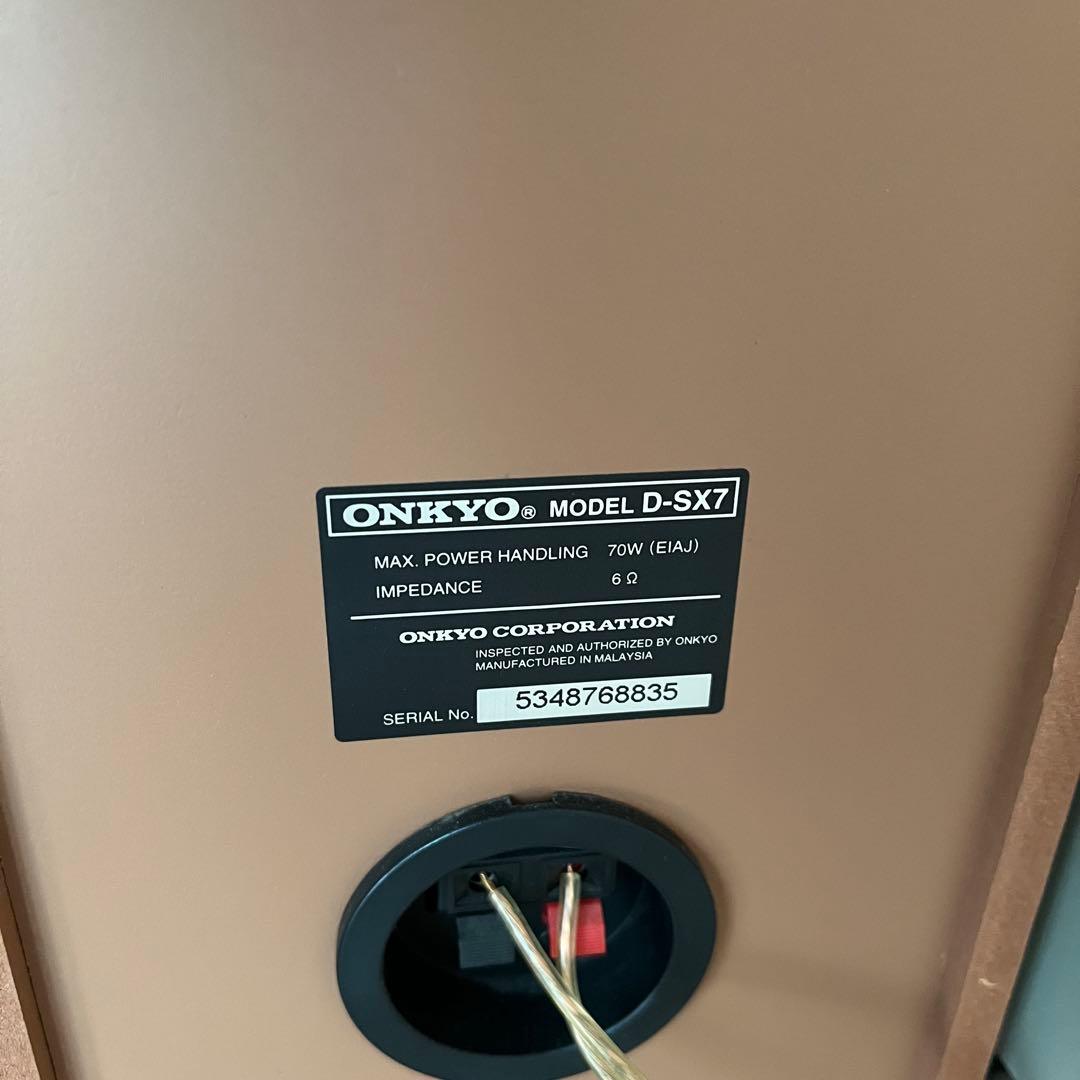 ONKYO® MODEL D-SX7
MAX. POWER HANDLING 70W (EIAJ)
IMPEDANCE 6 Ω
ONKYO CORPORATION
INSPECTED AND AUTHORIZED BY ONKYO
MANUFACTURED IN MALAYSIA
SERIAL No. 5348768835